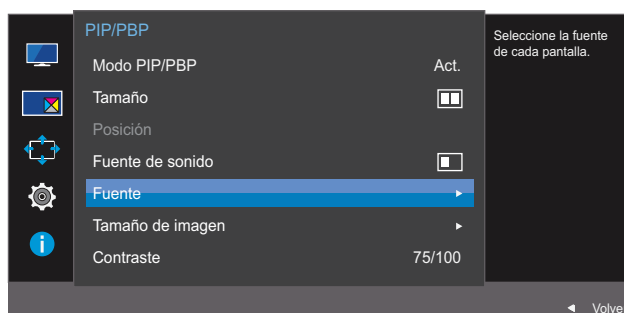 PIP/PBP
Modo PIP/PBP Act.
Tamaño
Posición
Fuente de sonido
Fuente
Tamaño de imagen
Contraste 75/100
Seleccione la fuente
de cada pantalla.
Volve